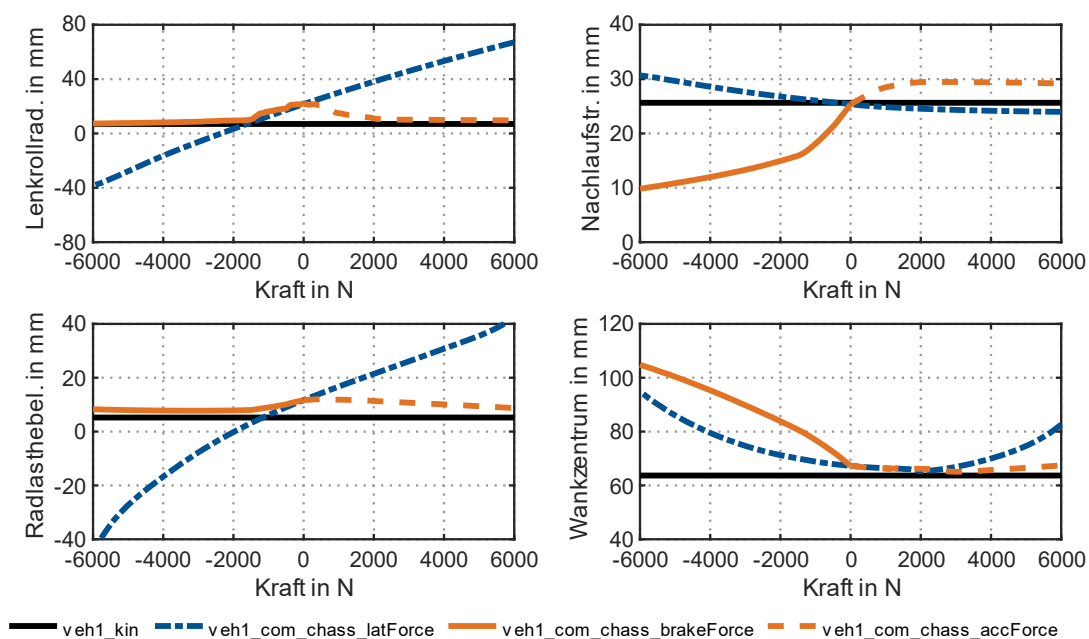 Lenkrollrad. in mm
80
40
0
-40
-80
-6000 -4000 -2000 0 2000 4000 6000
Kraft in N
Nachlaufstr. in mm
40
30
20
10
0
-6000 -4000 -2000 0 2000 4000 6000
Kraft in N
Radlasthebel. in mm
40
20
0
-20
-40
-6000 -4000 -2000 0 2000 4000 6000
Kraft in N
Wankzentrum in mm
120
100
80
60
40
-6000 -4000 -2000 0 2000 4000 6000
Kraft in N
veh1_kin veh1_com_chass_latForce veh1_com_chass_brakeForce veh1_com_chass_accForce